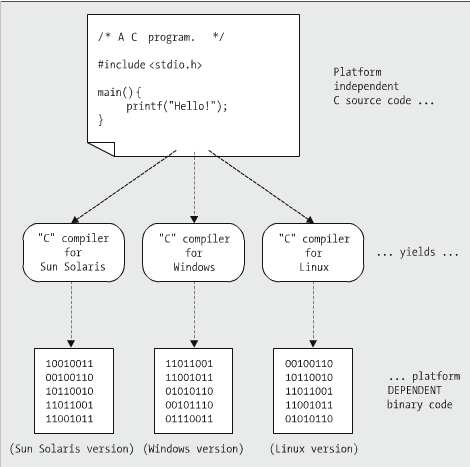 /* A C program. */
#include <stdio.h>
main(){
printf("Hello!");
}
Platform
independent
C source code ...
"C" compiler
for
Sun Solaris
"C" compiler
for
Windows
"C" compiler
for
Linux
... yields ...
10010011
00100110
10110010
11011001
11001011
11011001
11001011
01010110
00101110
01110011
00100110
10110010
11011001
11001011
01010110
... platform
DEPENDENT
binary code
(Sun Solaris version)
(Windows version)
(Linux version)